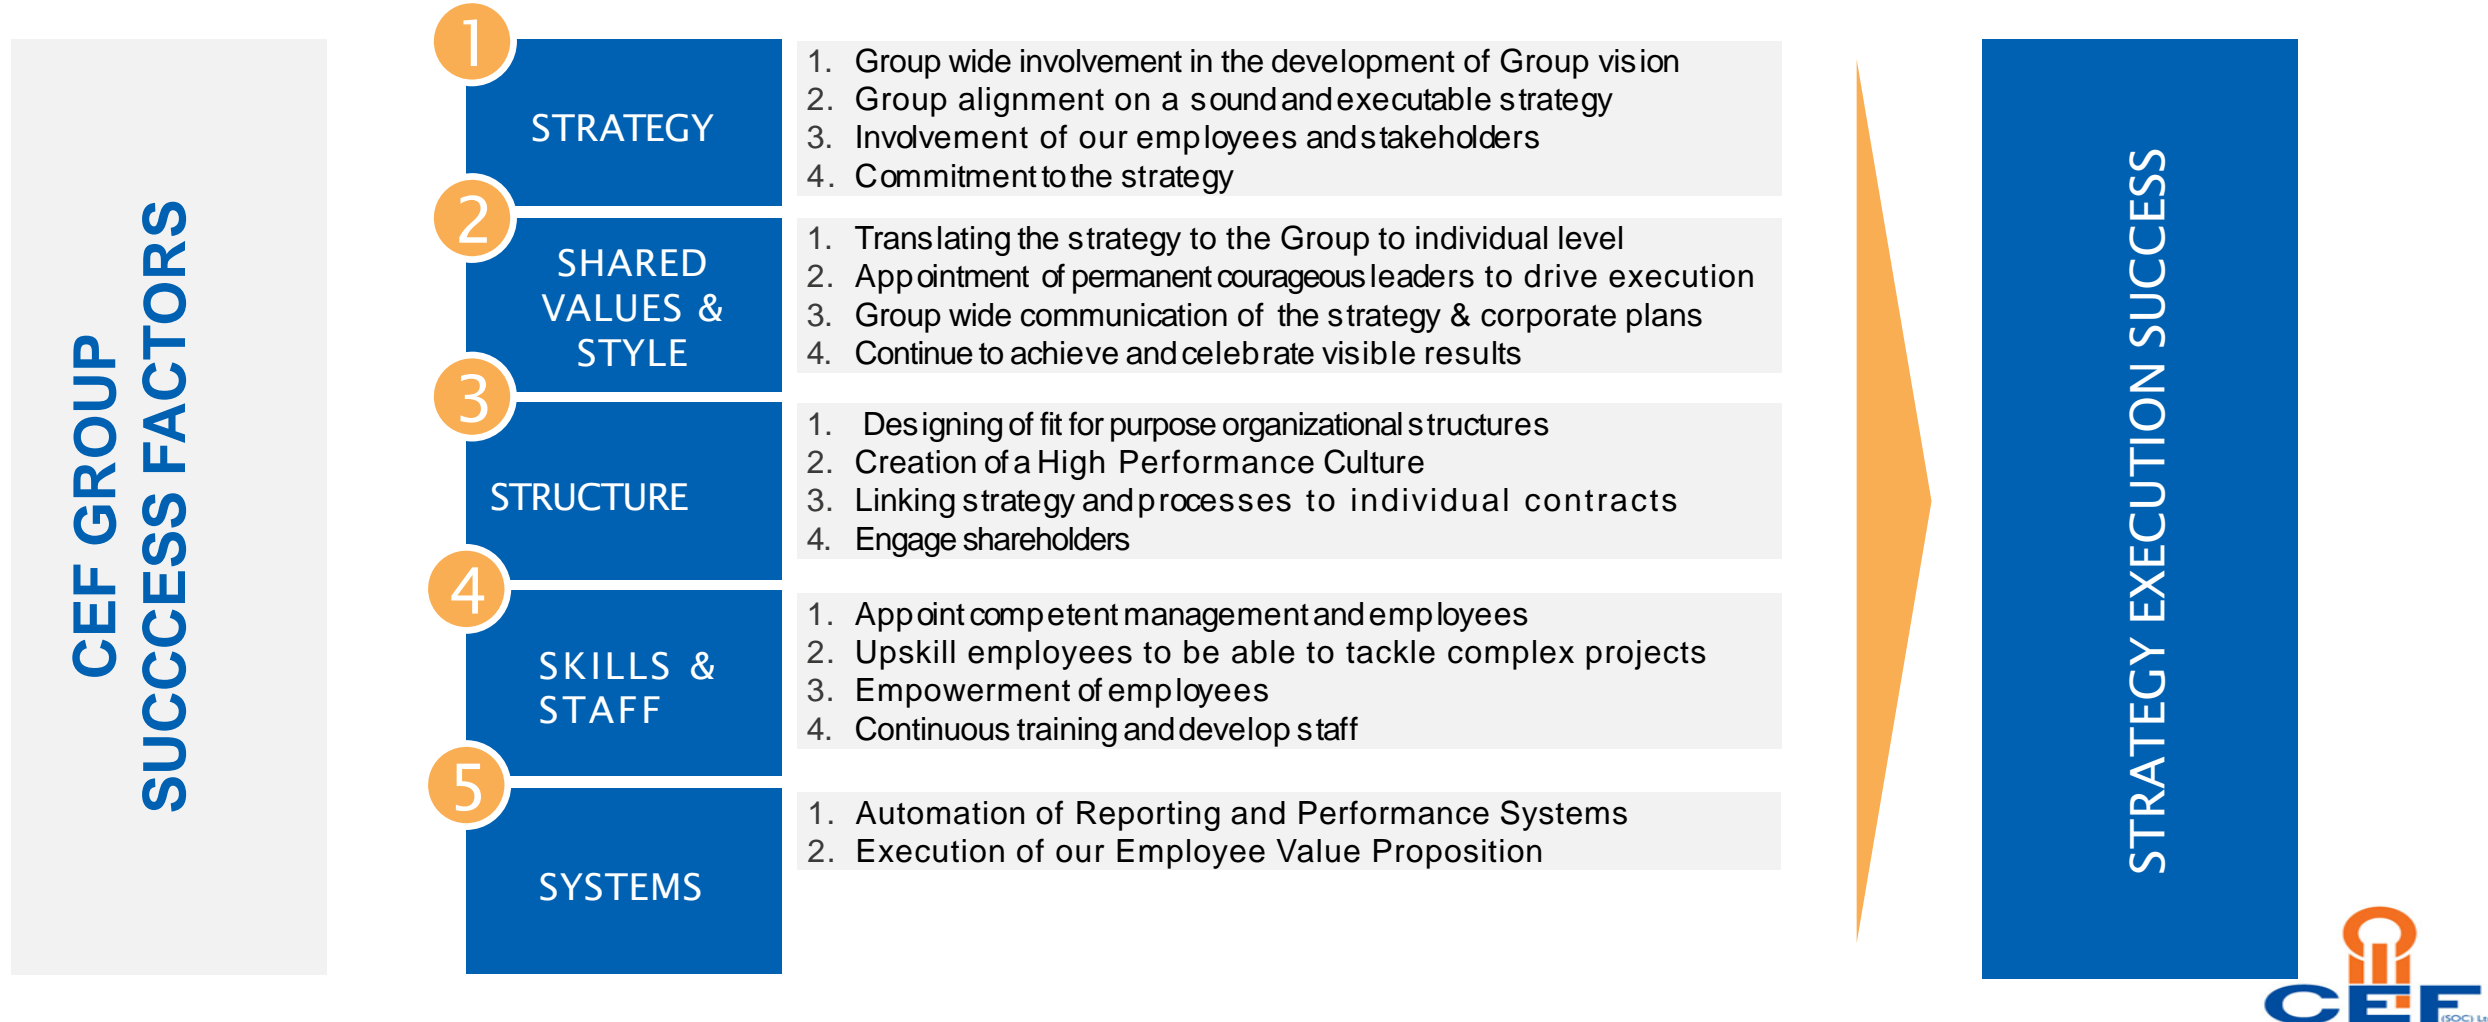 CEF GROUP
SUCCCESS FACTORS
1
STRATEGY
1. Group wide involvement in the development of Group vision
2. Group alignment on a sound and executable strategy
3. Involvement of our employees and stakeholders
4. Commitment to the strategy
2
SHARED
VALUES &
STYLE
1. Translating the strategy to the Group to individual level
2. Appointment of permanent courageous leaders to drive execution
3. Group wide communication of the strategy & corporate plans
4. Continue to achieve and celebrate visible results
3
STRUCTURE
1. Designing of fit for purpose organizational structures
2. Creation of a High Performance Culture
3. Linking strategy and processes to individual contracts
4. Engage shareholders
4
SKILLS &
STAFF
1. Appoint competent management and employees
2. Upskill employees to be able to tackle complex projects
3. Empowerment of employees
4. Continuous training and develop staff
5
SYSTEMS
1. Automation of Reporting and Performance Systems
2. Execution of our Employee Value Proposition
STRATEGY EXECUTION SUCCESS
CEF
(SOC) Lt